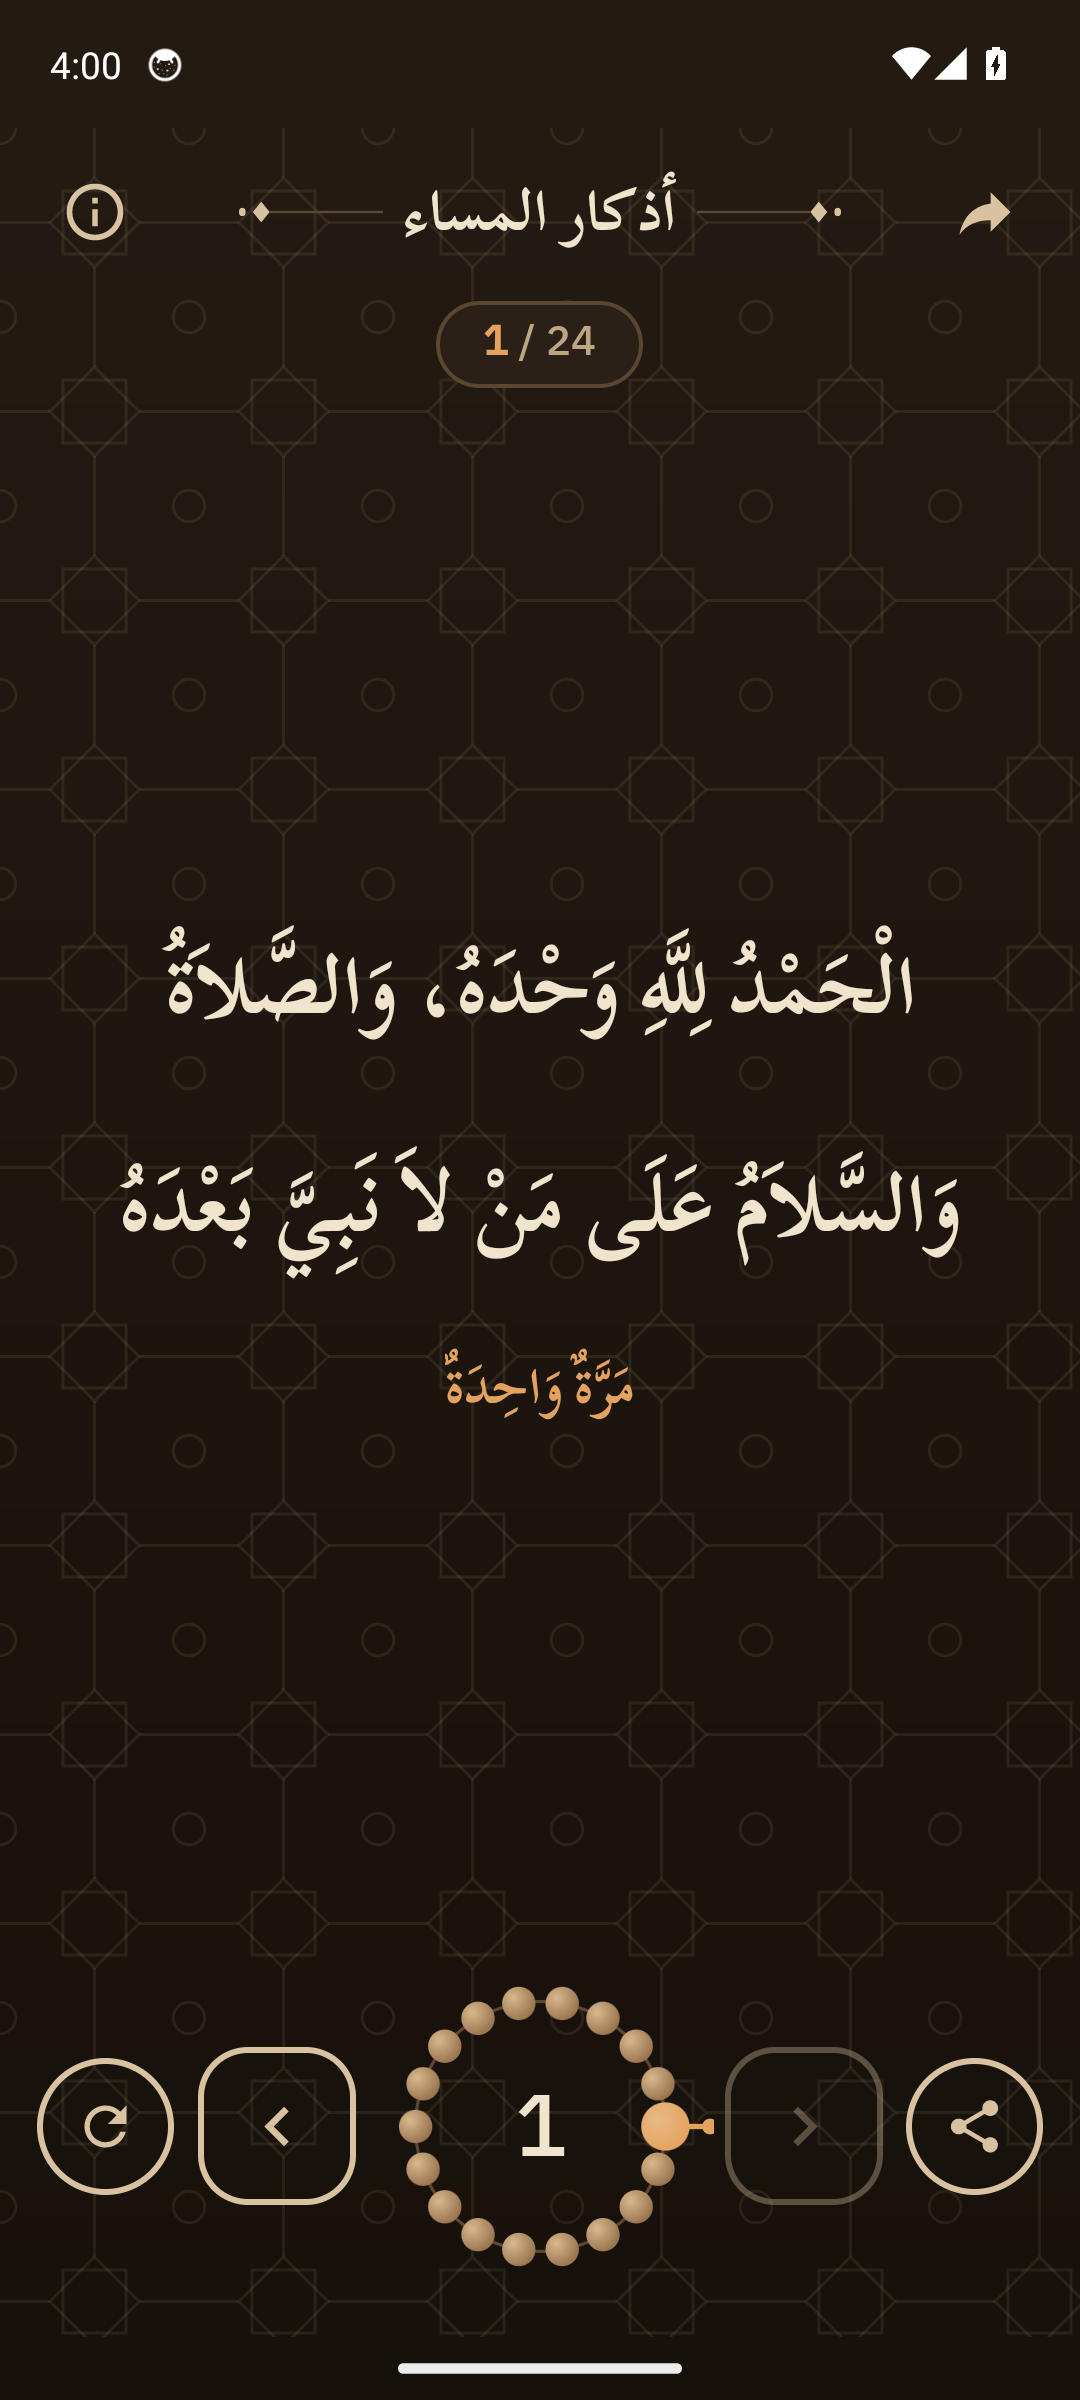 4:00
أذكار المساء
1 / 24
الْحَمْدُ لِلَّهِ وَحْدَهُ، وَالصَّلاَةُ
وَالسَّلاَمُ عَلَى مَنْ لاَ نَبِيَّ بَعْدَهُ
مَرَّةٌ وَاحِدَةٌ
1